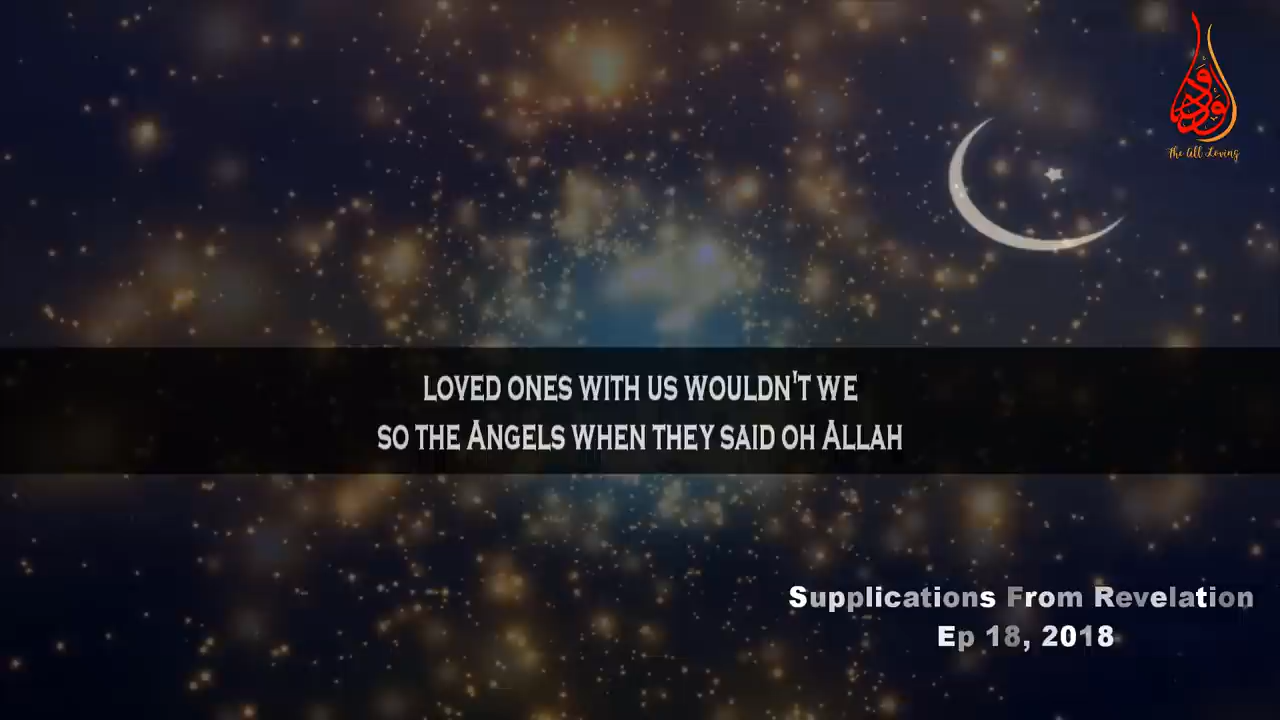 الودود
The All Loving
LOVED ONES WITH US WOULDN'T WE
SO THE ANGELS WHEN THEY SAID OH ALLAH
Supplications From Revelation
Ep 18, 2018